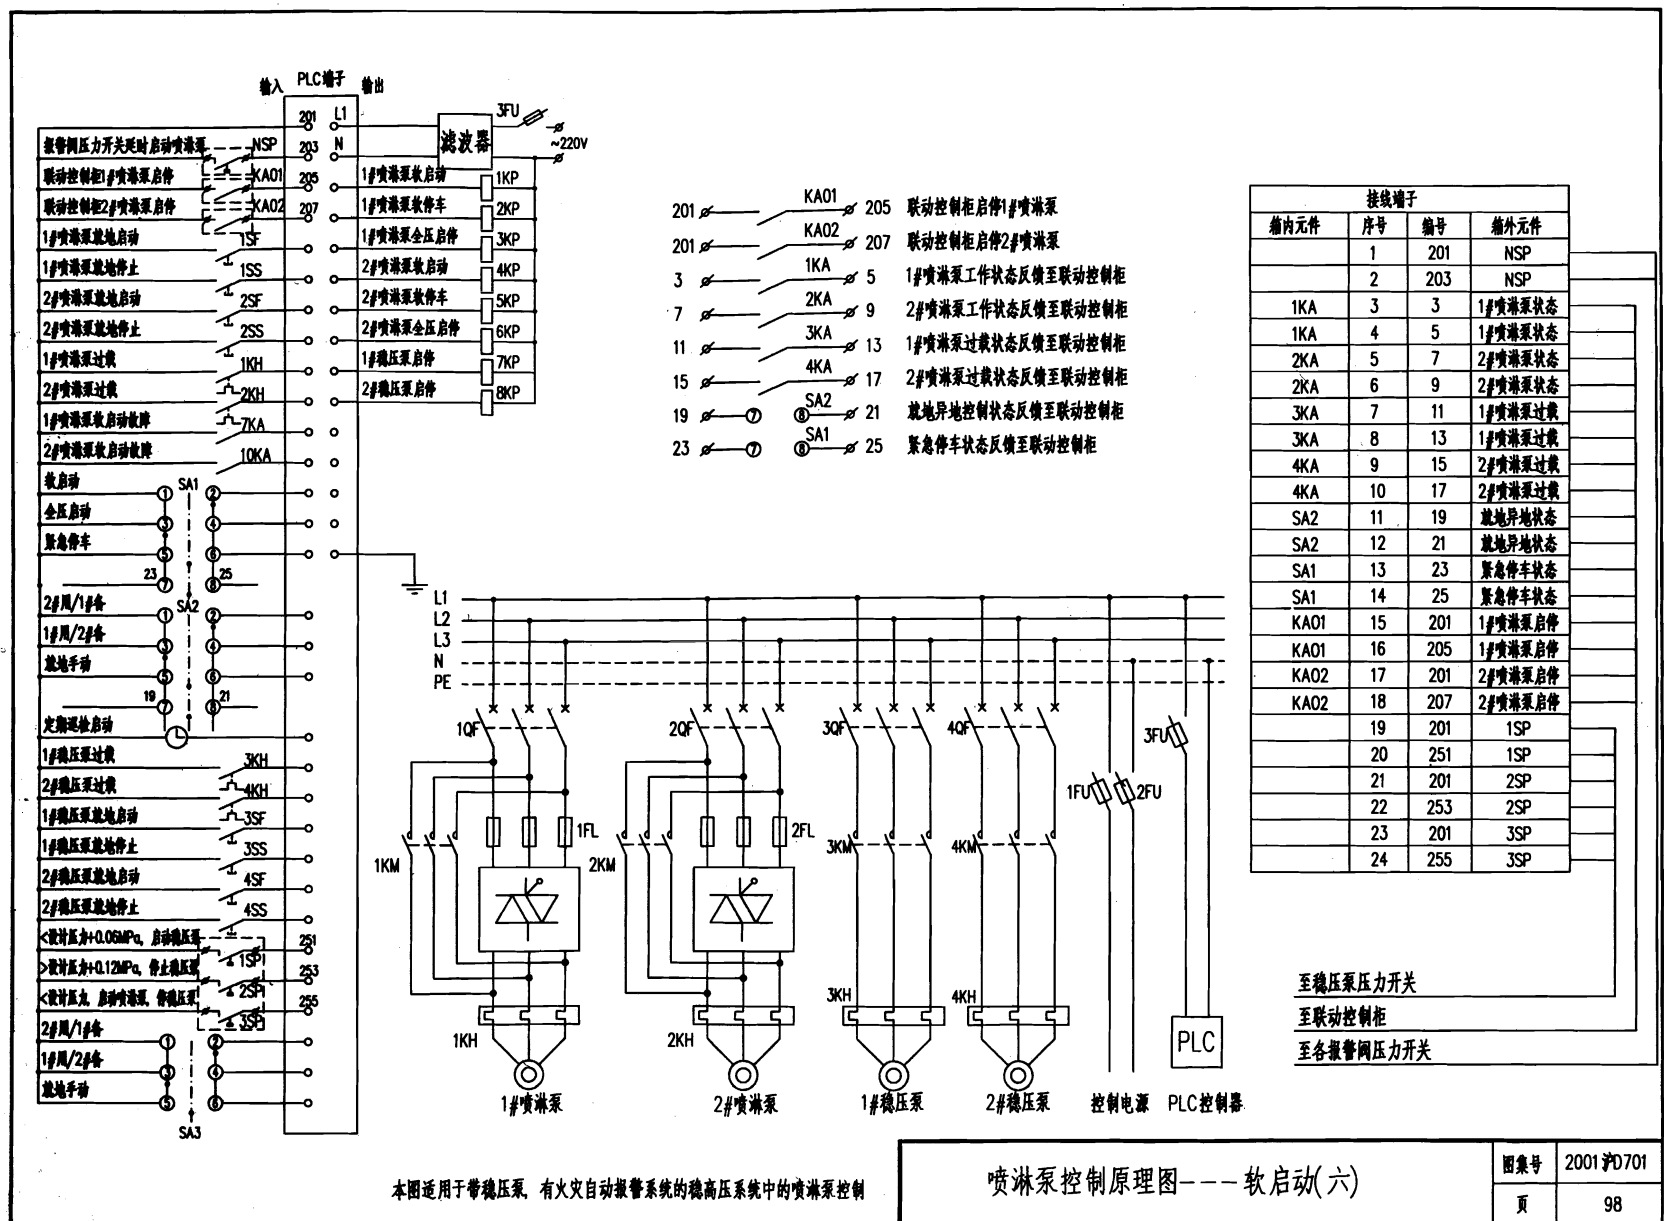 输入 PLC端子 输出
201 L1
3FU
滤波器
~220V
报警阀压力开关延时启动喷淋泵 NSP 203 N
联动控制柜1#喷淋泵启停 KA01 205 1#喷淋泵软启动 1KP
联动控制柜2#喷淋泵启停 KA02 207 1#喷淋泵软停车 2KP
1#喷淋泵就地启动 1SF 1#喷淋泵全压启停 3KP
1#喷淋泵就地停止 1SS 2#喷淋泵软启动 4KP
2#喷淋泵就地启动 2SF 2#喷淋泵软停车 5KP
2#喷淋泵就地停止 2SS 2#喷淋泵全压启停 6KP
1#喷淋泵过载 1KH 1#稳压泵启停 7KP
2#喷淋泵过载 2KH 2#稳压泵启停 8KP
1#喷淋泵软启动故障 7KA
2#喷淋泵软启动故障 10KA
软启动 ① SA1 ②
全压启动 ③ ④
紧急停车 ⑤ ⑥
23 ⑦ ⑧ 25
2#用/1#备 ① SA2 ②
1#用/2#备 ③ ④
就地手动 ⑤ ⑥
19 ⑦ ⑧ 21
定期巡检启动
1#稳压泵过载 3KH
2#稳压泵过载 4KH
1#稳压泵就地启动 3SF
1#稳压泵就地停止 3SS
2#稳压泵就地启动 4SF
2#稳压泵就地停止 4SS
<设计压力+0.06MPa, 启动稳压泵 1SP 251
>设计压力+0.12MPa, 停止稳压泵 2SP 253
<设计压力, 启动喷淋泵, 停稳压泵 3SP 255
2#用/1#备 ① ②
1#用/2#备 ③ ④
就地手动 ⑤ ⑥
SA3
201 KA01 205 联动控制柜启停1#喷淋泵
201 KA02 207 联动控制柜启停2#喷淋泵
3 1KA 5 1#喷淋泵工作状态反馈至联动控制柜
7 2KA 9 2#喷淋泵工作状态反馈至联动控制柜
11 3KA 13 1#喷淋泵过载状态反馈至联动控制柜
15 4KA 17 2#喷淋泵过载状态反馈至联动控制柜
19 ⑦ ⑧ SA2 21 就地异地控制状态反馈至联动控制柜
23 ⑦ ⑧ SA1 25 紧急停车状态反馈至联动控制柜
L1
L2
L3
N
PE
1QF 2QF 3QF 4QF 3FU
1FU 2FU
1FL 2FL
1KM 2KM 3KM 4KM
3KH 4KH
1KH 2KH PLC
1#喷淋泵 2#喷淋泵 1#稳压泵 2#稳压泵 控制电源 PLC控制器
接线端子
箱内元件 序号 编号 箱外元件
1 201 NSP
2 203 NSP
1KA 3 3 1#喷淋泵状态
1KA 4 5 1#喷淋泵状态
2KA 5 7 2#喷淋泵状态
2KA 6 9 2#喷淋泵状态
3KA 7 11 1#喷淋泵过载
3KA 8 13 1#喷淋泵过载
4KA 9 15 2#喷淋泵过载
4KA 10 17 2#喷淋泵过载
SA2 11 19 就地异地状态
SA2 12 21 就地异地状态
SA1 13 23 紧急停车状态
SA1 14 25 紧急停车状态
KA01 15 201 1#喷淋泵启停
KA01 16 205 1#喷淋泵启停
KA02 17 201 2#喷淋泵启停
KA02 18 207 2#喷淋泵启停
19 201 1SP
20 251 1SP
21 201 2SP
22 253 2SP
23 201 3SP
24 255 3SP
至稳压泵压力开关
至联动控制柜
至各报警阀压力开关
本图适用于带稳压泵, 有火灾自动报警系统的稳高压系统中的喷淋泵控制
喷淋泵控制原理图---软启动(六)
图集号 2001沪D701
页 98